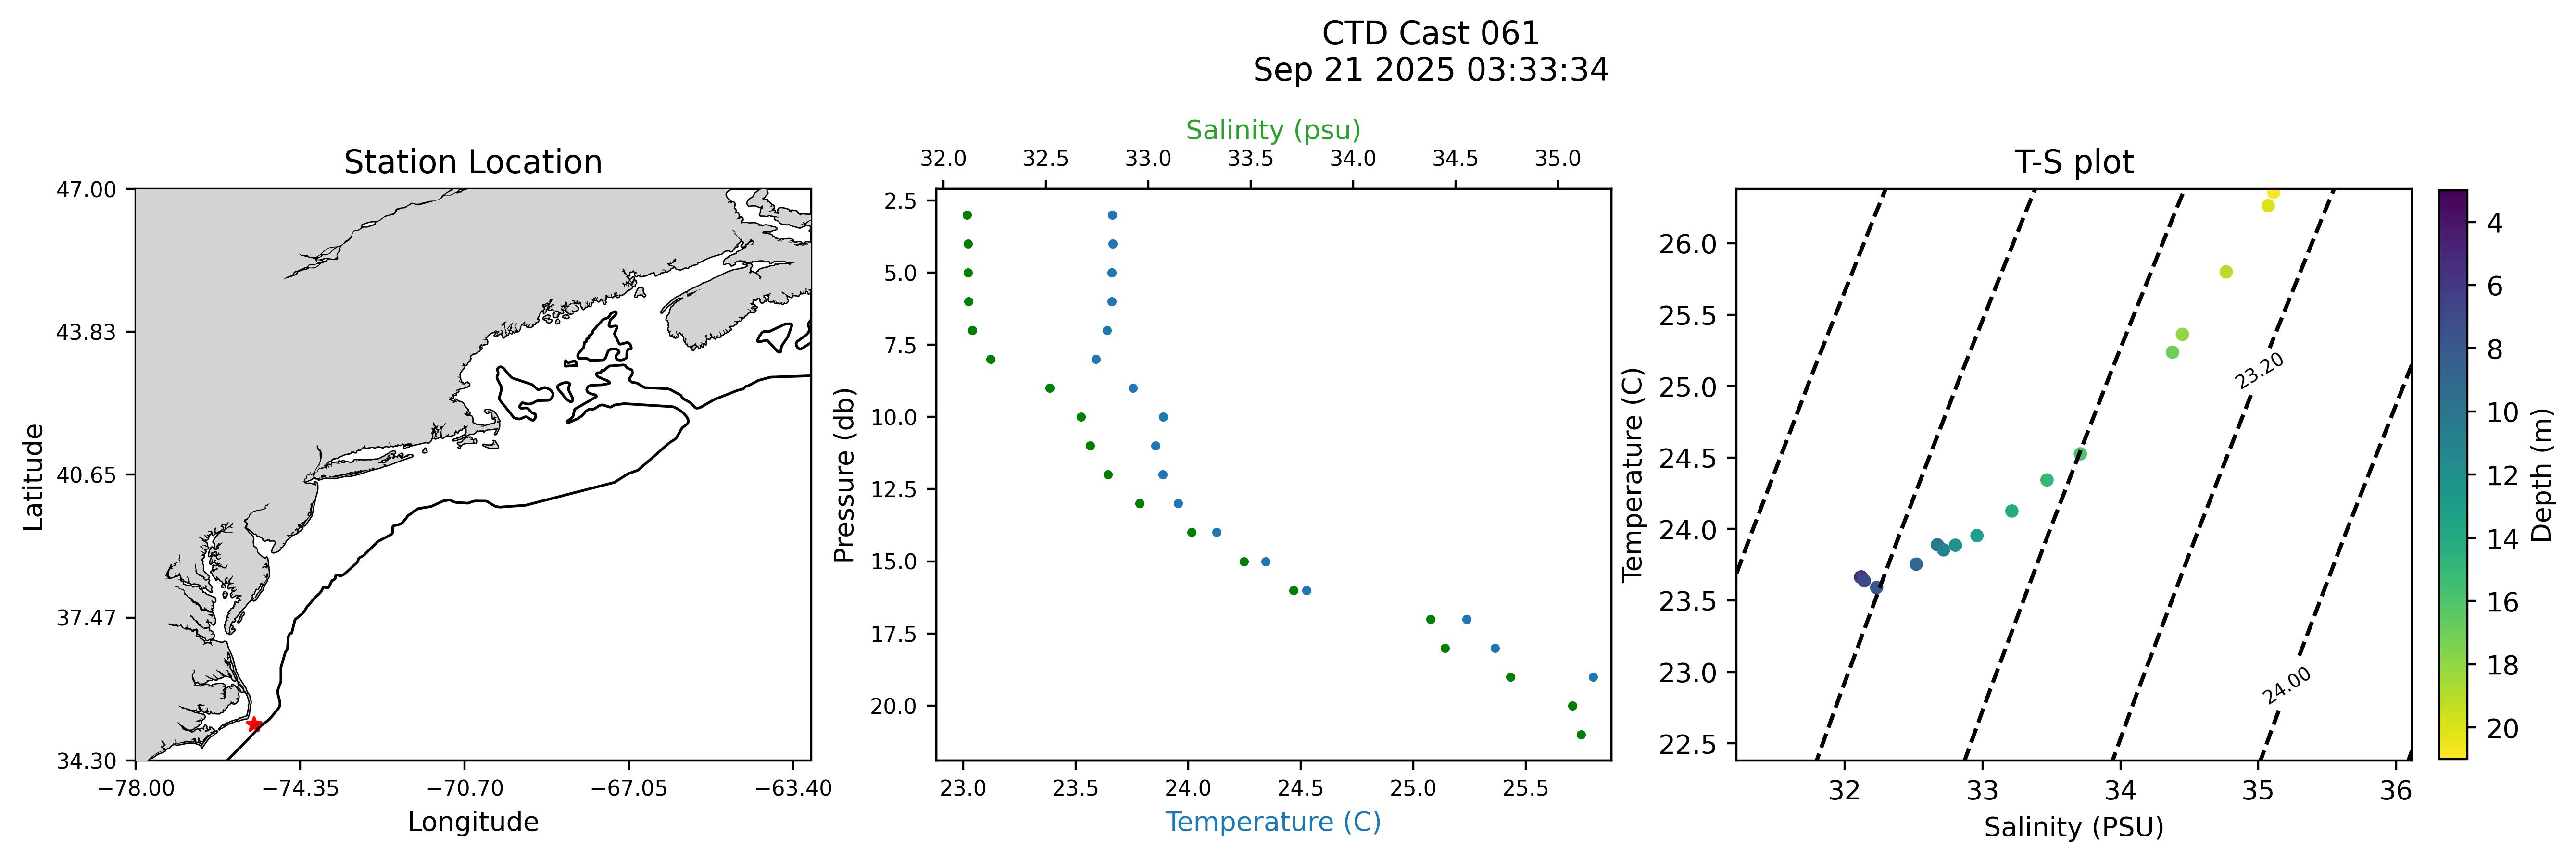 CTD Cast 061
Sep 21 2025 03:33:34
Station Location
47.00
43.83
40.65
37.47
34.30
Latitude
−78.00 −74.35 −70.70 −67.05 −63.40
Longitude
Salinity (psu)
32.0 32.5 33.0 33.5 34.0 34.5 35.0
2.5
5.0
7.5
10.0
12.5
15.0
17.5
20.0
Pressure (db)
23.0 23.5 24.0 24.5 25.0 25.5
Temperature (C)
T-S plot
26.0
25.5
25.0
24.5
24.0
23.5
23.0
22.5
Temperature (C)
23.20
24.00
32 33 34 35 36
Salinity (PSU)
4
6
8
10
12
14
16
18
20
Depth (m)